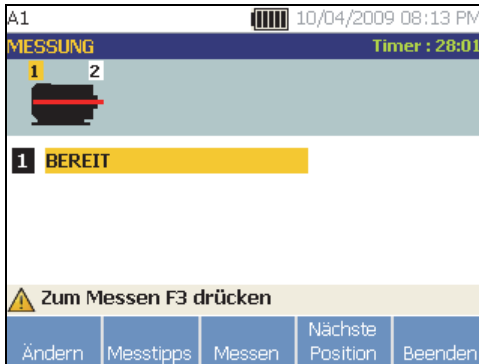 A1 10/04/2009 08:13 PM
MESSUNG Timer : 28:01
1 2
1 BEREIT
Zum Messen F3 drücken
Ändern Messtipps Messen Nächste Position Beenden